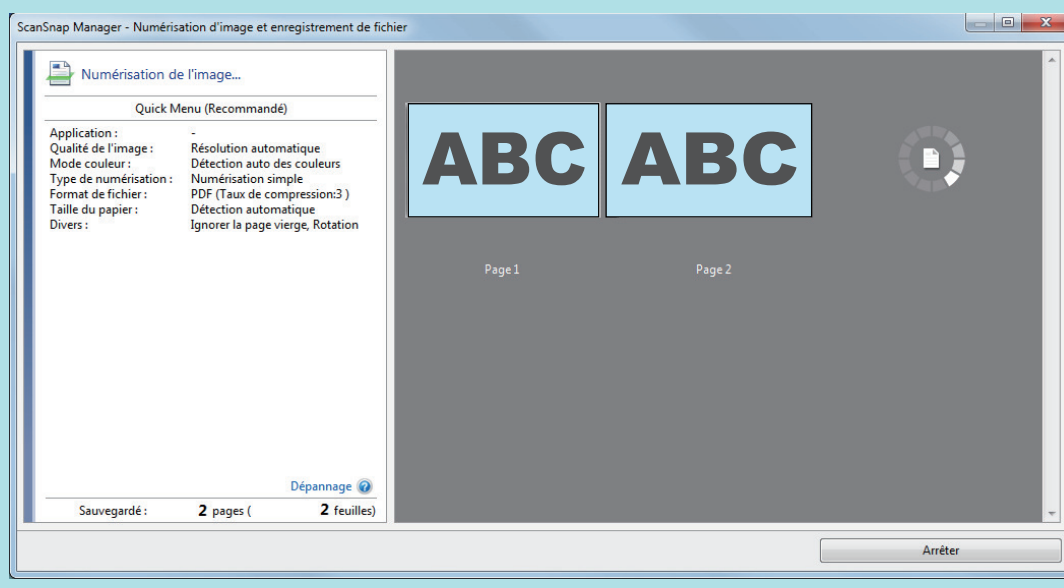 ScanSnap Manager - Numérisation d'image et enregistrement de fichier
Numérisation de l'image...
Quick Menu (Recommandé)
Application : -
Qualité de l'image : Résolution automatique
Mode couleur : Détection auto des couleurs
Type de numérisation : Numérisation simple
Format de fichier : PDF (Taux de compression:3 )
Taille du papier : Détection automatique
Divers : Ignorer la page vierge, Rotation
Dépannage
Sauvegardé : 2 pages ( 2 feuilles)
ABC ABC
Page 1 Page 2
Arrêter